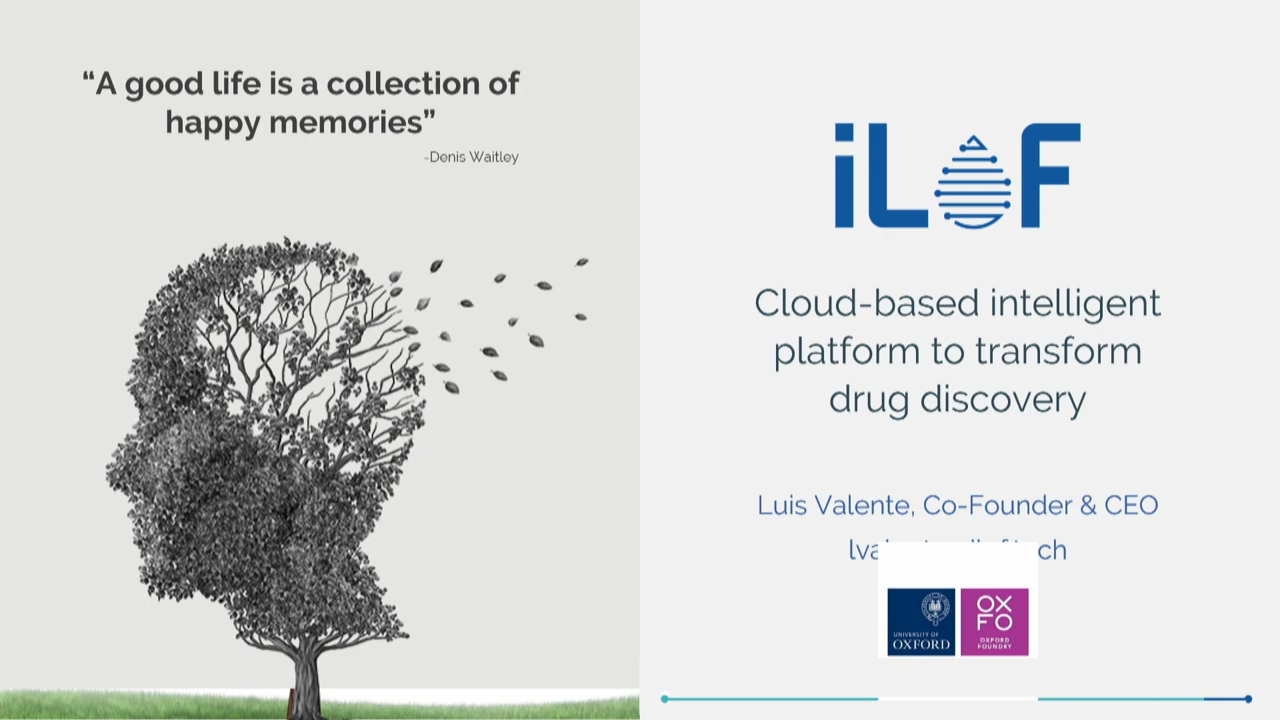 “A good life is a collection of
happy memories”
-Denis Waitley
iLoF
Cloud-based intelligent
platform to transform
drug discovery
Luis Valente, Co-Founder & CEO
UNIVERSITY OF
OXFORD
OX
FO
OXFORD
FOUNDRY